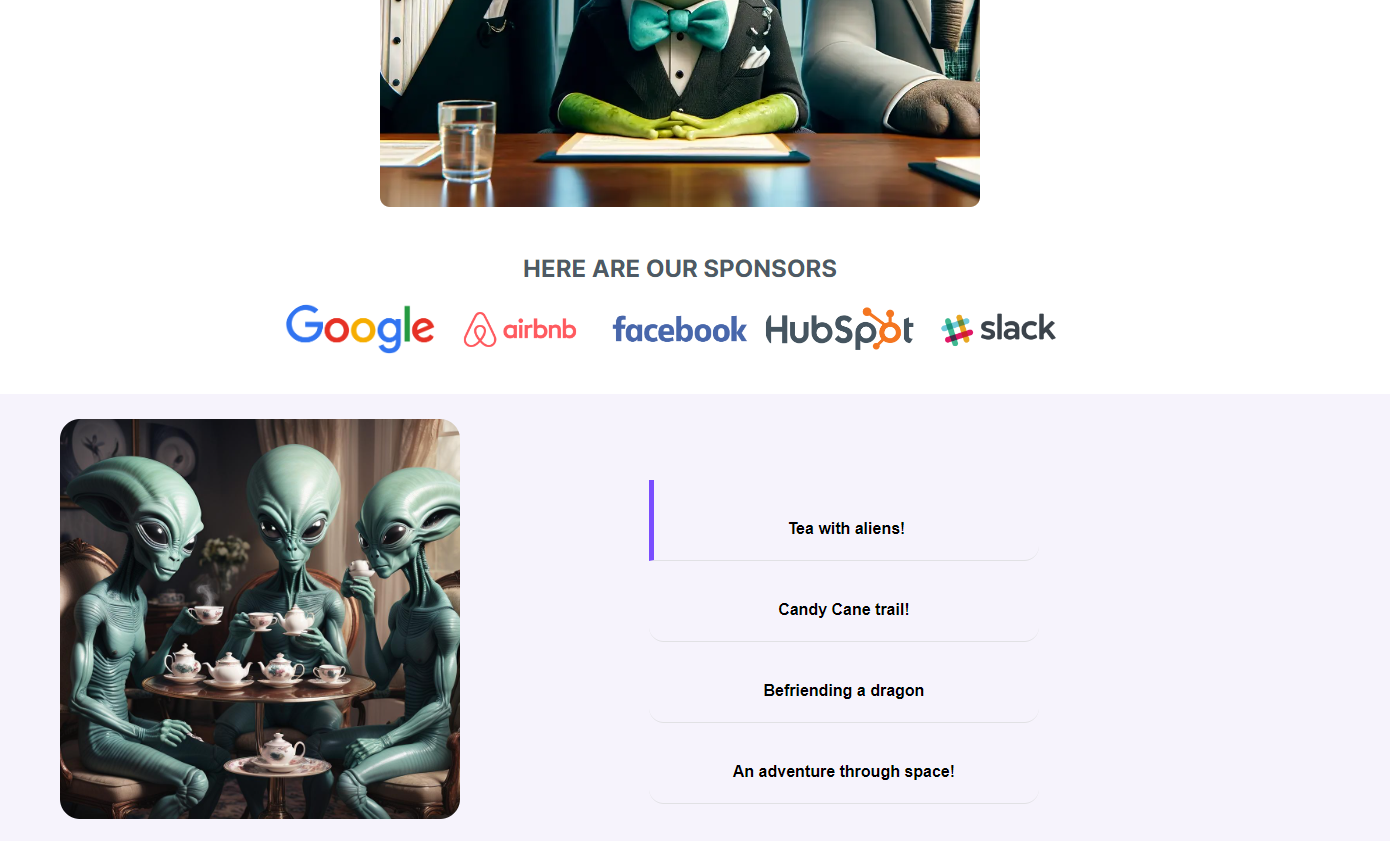 HERE ARE OUR SPONSORS
Google airbnb facebook HubSpot slack
Tea with aliens!
Candy Cane trail!
Befriending a dragon
An adventure through space!